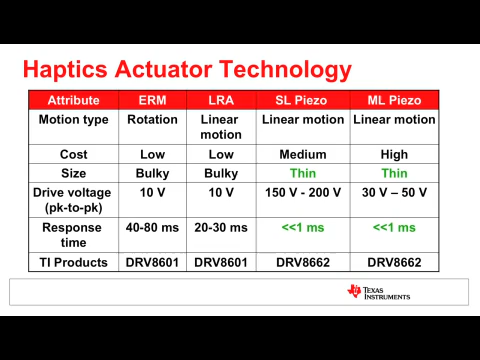 Haptics Actuator Technology
Attribute ERM LRA SL Piezo ML Piezo
Motion type Rotation Linear motion Linear motion Linear motion
Cost Low Low Medium High
Size Bulky Bulky Thin Thin
Drive voltage (pk-to-pk) 10 V 10 V 150 V - 200 V 30 V – 50 V
Response time 40-80 ms 20-30 ms <<1 ms <<1 ms
TI Products DRV8601 DRV8601 DRV8662 DRV8662
TEXAS
INSTRUMENTS